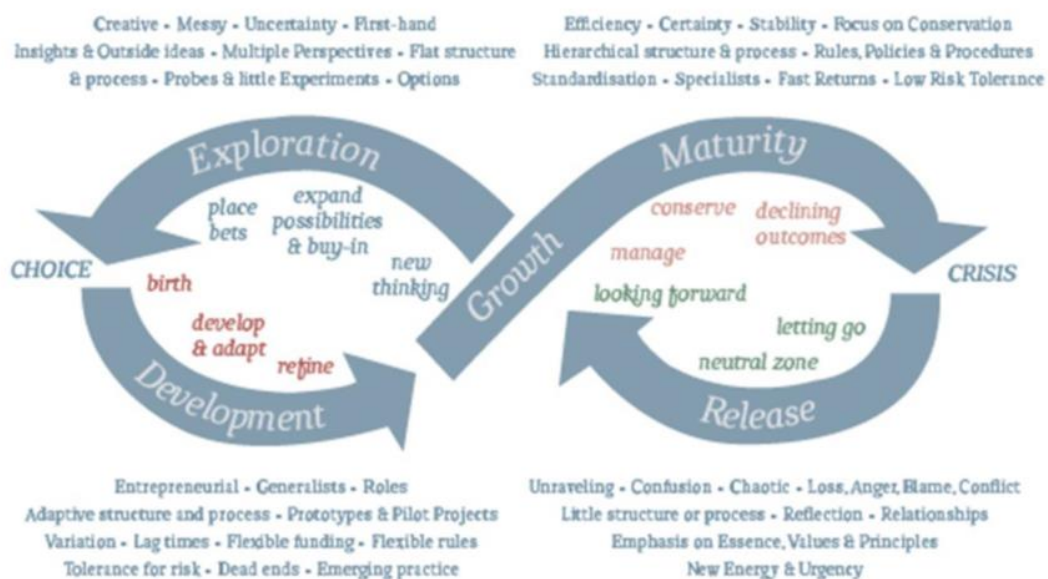 Creative - Messy - Uncertainty - First-hand
Insights & Outside ideas - Multiple Perspectives - Flat structure
& process - Probes & little Experiments - Options
Efficiency - Certainty - Stability - Focus on Conservation
Hierarchical structure & process - Rules, Policies & Procedures
Standardisation - Specialists - Fast Returns - Low Risk Tolerance
Exploration
place
bets
expand
possibilities
& buy-in
new
thinking
CHOICE
birth
develop
& adapt
refine
Development
Growth
Maturity
conserve
declining
outcomes
manage
CRISIS
looking forward
letting go
neutral zone
Release
Entrepreneurial - Generalists - Roles
Adaptive structure and process - Prototypes & Pilot Projects
Variation - Lag times - Flexible funding - Flexible rules
Tolerance for risk - Dead ends - Emerging practice
Unraveling - Confusion - Chaotic - Loss, Anger, Blame, Conflict
Little structure or process - Reflection - Relationships
Emphasis on Essence, Values & Principles
New Energy & Urgency